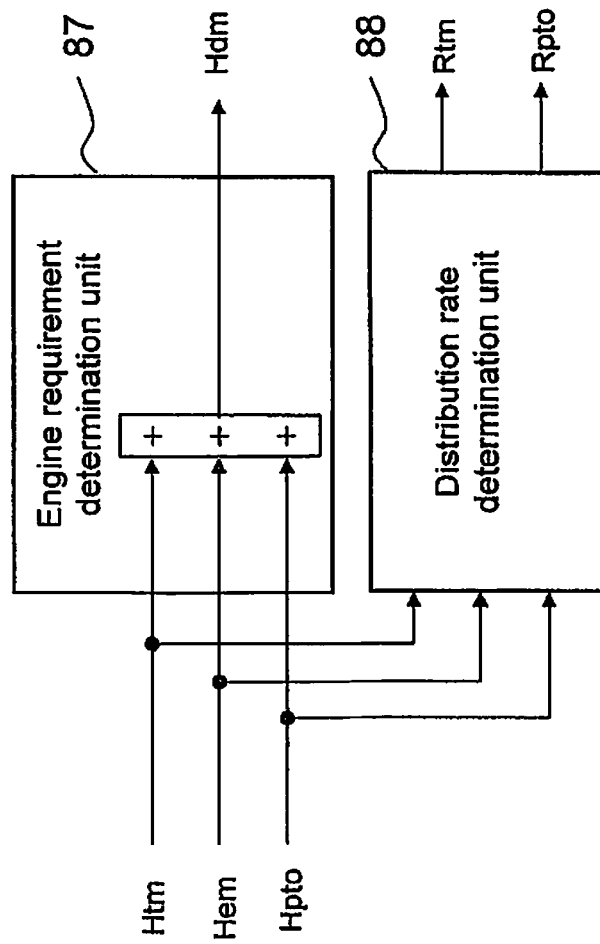 Htm
Hem
Hpto
Engine requirement
determination unit
+
+
+
87
Hdm
Distribution rate
determination unit
88
Rtm
Rpto